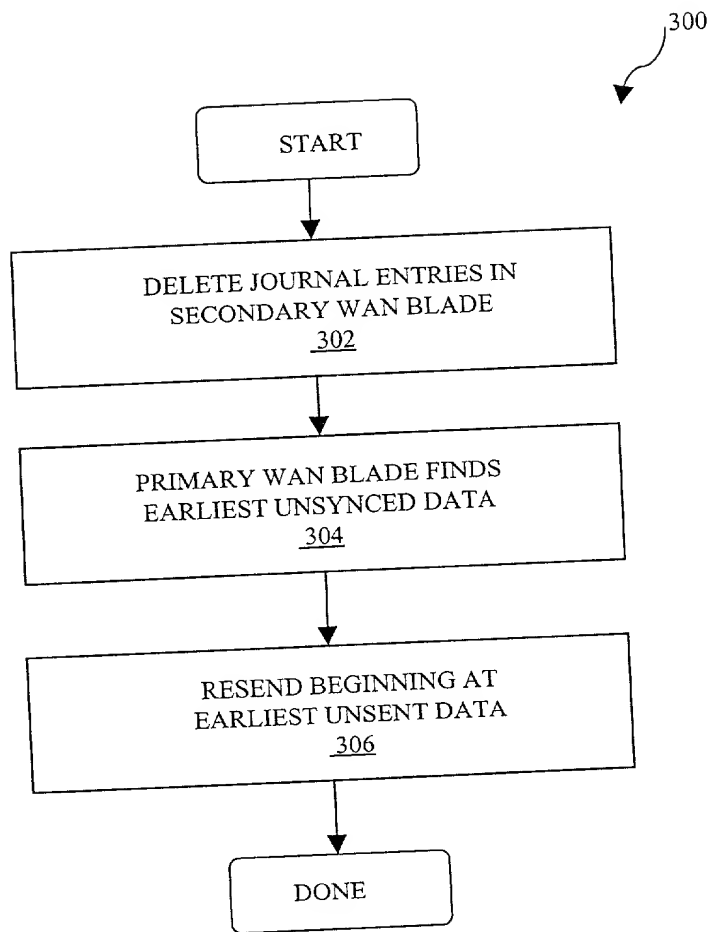 300
START
DELETE JOURNAL ENTRIES IN
SECONDARY WAN BLADE
302
PRIMARY WAN BLADE FINDS
EARLIEST UNSYNCED DATA
304
RESEND BEGINNING AT
EARLIEST UNSENT DATA
306
DONE